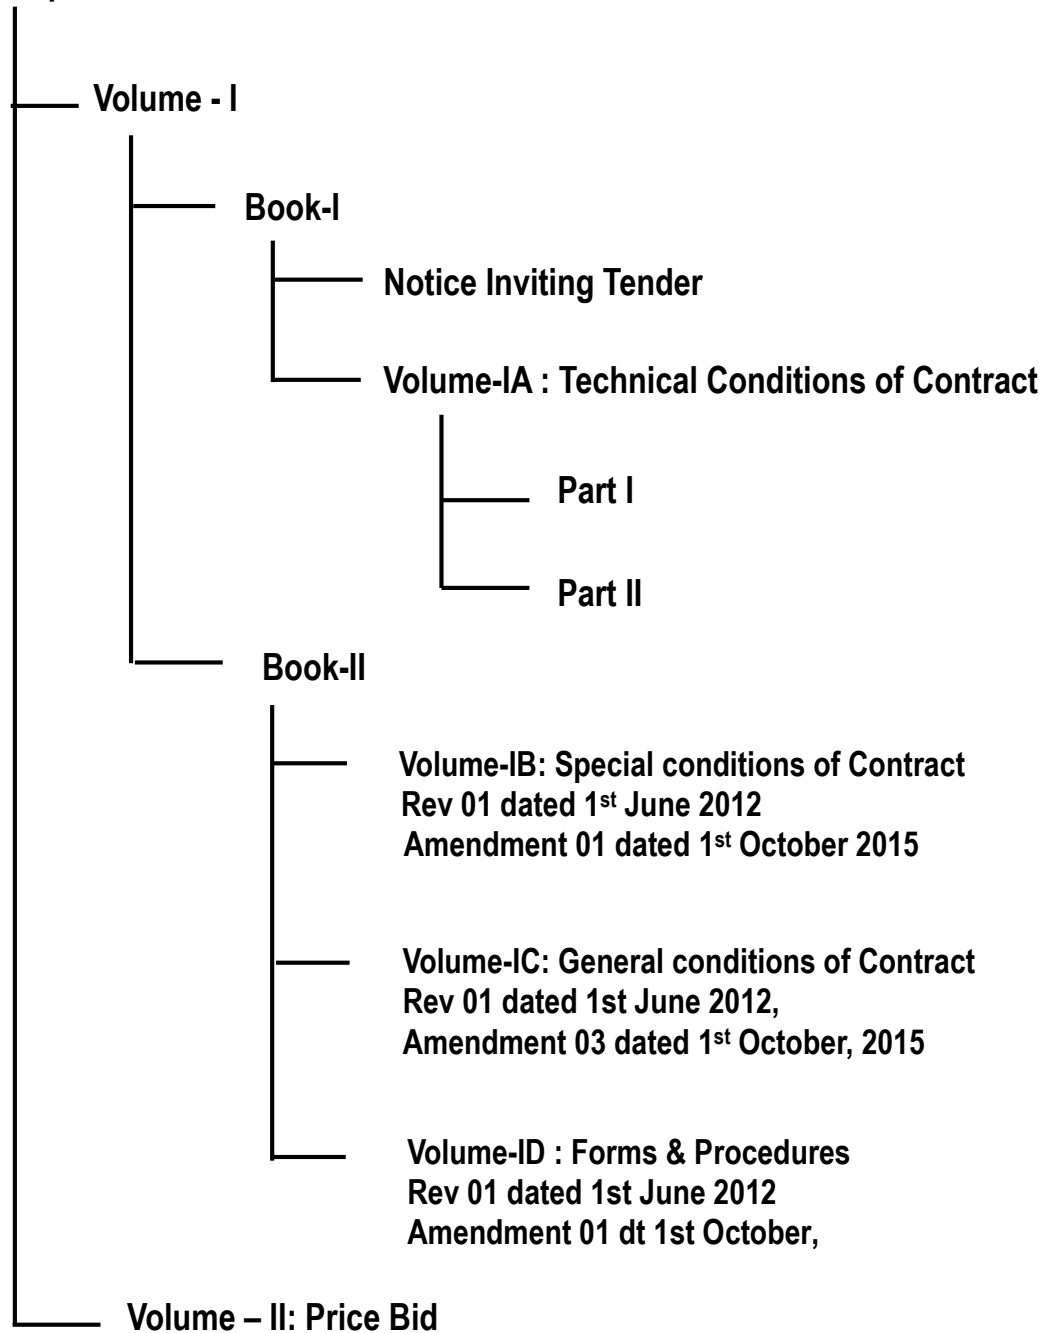 Volume - I
Book-I
Notice Inviting Tender
Volume-IA : Technical Conditions of Contract
Part I
Part II
Book-II
Volume-IB: Special conditions of Contract
Rev 01 dated 1st June 2012
Amendment 01 dated 1st October 2015
Volume-IC: General conditions of Contract
Rev 01 dated 1st June 2012,
Amendment 03 dated 1st October, 2015
Volume-ID : Forms & Procedures
Rev 01 dated 1st June 2012
Amendment 01 dt 1st October,
Volume – II: Price Bid